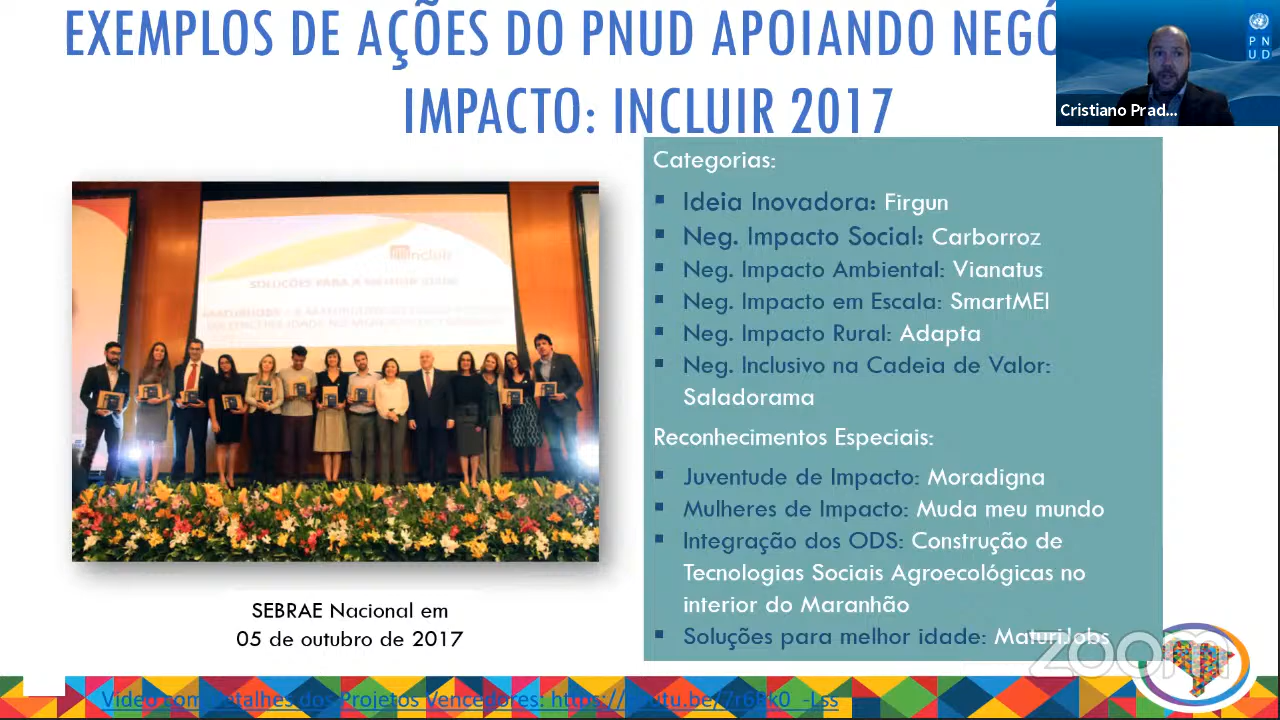 EXEMPLOS DE AÇÕES DO PNUD APOIANDO NEGÓ
IMPACTO: INCLUIR 2017
P N
U D
Cristiano Prad...
Categorias:
▪ Ideia Inovadora: Firgun
▪ Neg. Impacto Social: Carborroz
▪ Neg. Impacto Ambiental: Vianatus
▪ Neg. Impacto em Escala: SmartMEI
▪ Neg. Impacto Rural: Adapta
▪ Neg. Inclusivo na Cadeia de Valor:
Saladorama
Reconhecimentos Especiais:
▪ Juventude de Impacto: Moradigna
▪ Mulheres de Impacto: Muda meu mundo
▪ Integração dos ODS: Construção de
Tecnologias Sociais Agroecológicas no
interior do Maranhão
▪ Soluções para melhor idade: MaturiJobs
incluir
SOLUÇÕES PARA A MELHOR IDADE
SEBRAE Nacional em
05 de outubro de 2017
zoom
Vídeo com detalhes dos Projetos Vencedores: https://